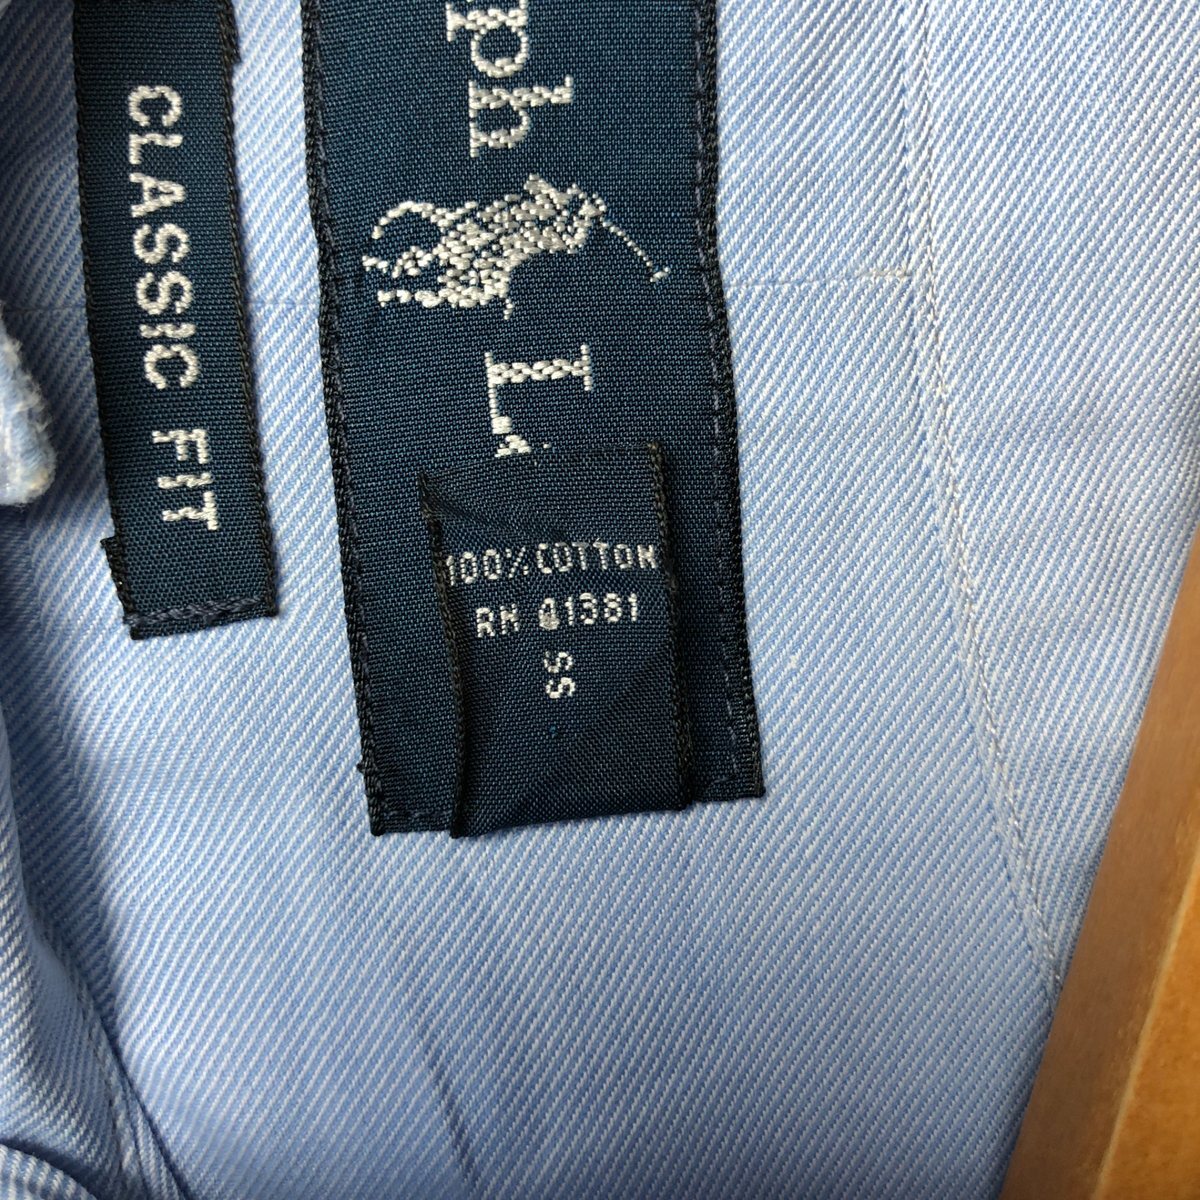 CLASSIC FIT
ph L
100% COTTON
RN 41381
SS